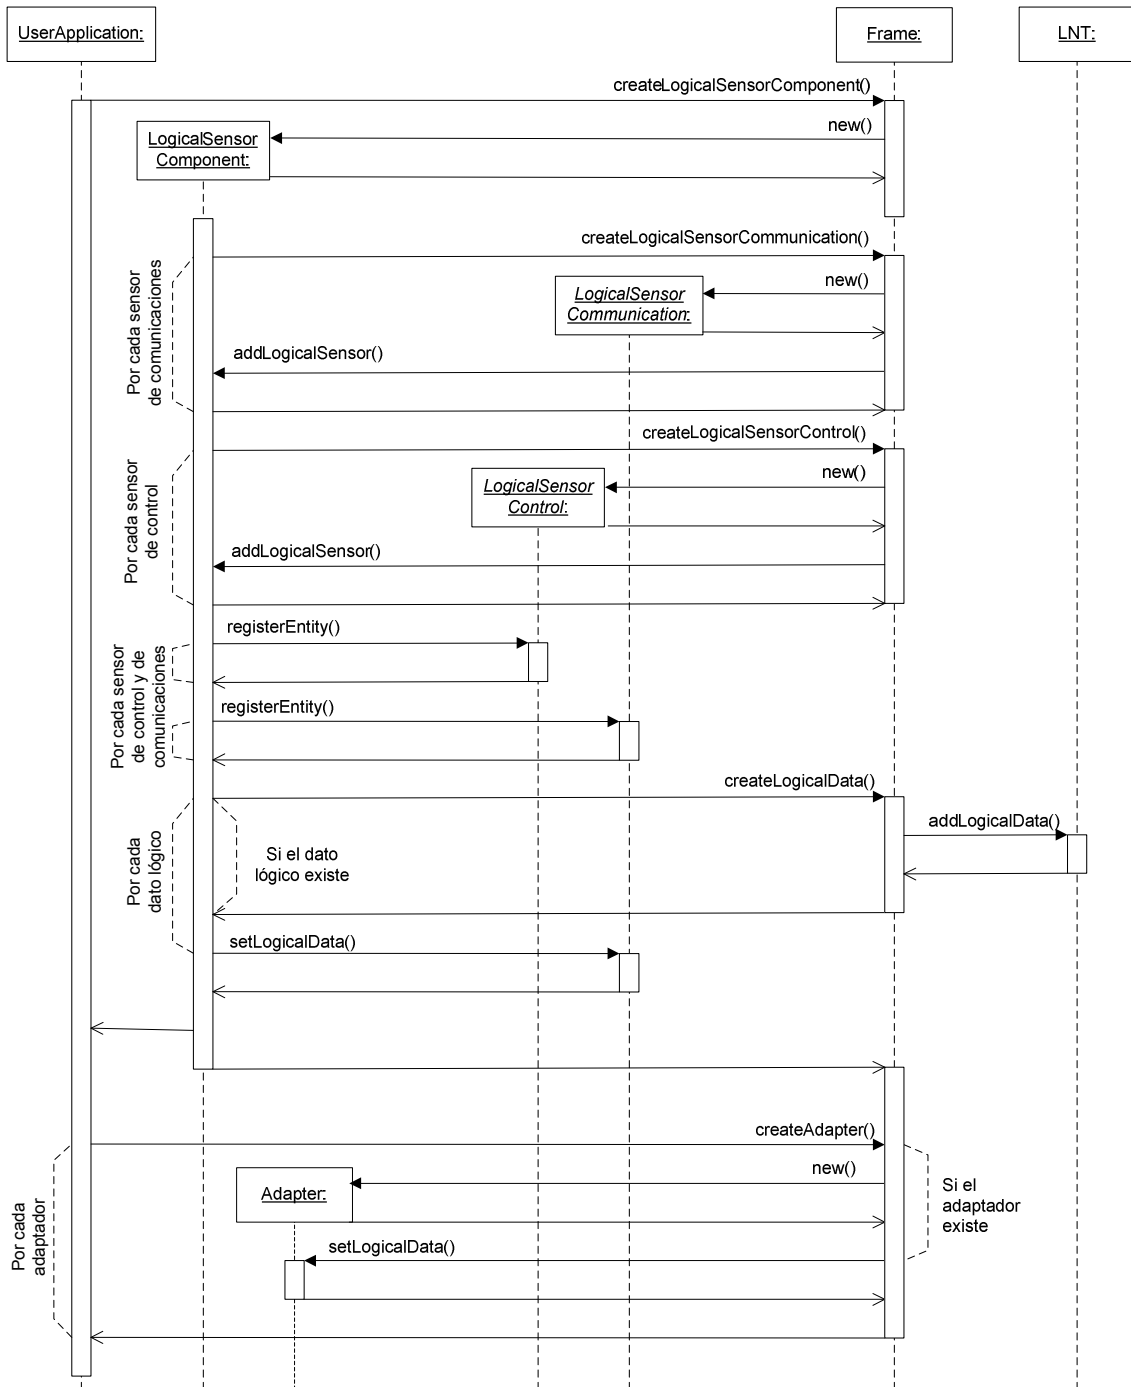 UserApplication:
Frame:
LNT:
createLogicalSensorComponent()
new()
LogicalSensor
Component:
createLogicalSensorCommunication()
new()
LogicalSensor
Communication:
Por cada sensor
de comunicaciones
addLogicalSensor()
createLogicalSensorControl()
new()
LogicalSensor
Control:
Por cada sensor
de control
addLogicalSensor()
registerEntity()
Por cada sensor
de control y de
comunicaciones
registerEntity()
createLogicalData()
addLogicalData()
Por cada
dato lógico
Si el dato
lógico existe
setLogicalData()
createAdapter()
new()
Adapter:
Si el
adaptador
existe
Por cada
adaptador
setLogicalData()